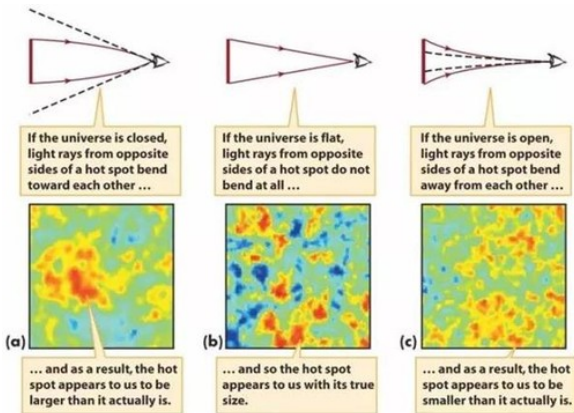 If the universe is closed,
light rays from opposite
sides of a hot spot bend
toward each other ...
If the universe is flat,
light rays from opposite
sides of a hot spot do not
bend at all ...
If the universe is open,
light rays from opposite
sides of a hot spot bend
away from each other ...
(a)
(b)
(c)
... and as a result, the hot
spot appears to us to be
larger than it actually is.
... and so the hot spot
appears to us with its true
size.
... and as a result, the hot
spot appears to us to be
smaller than it actually is.